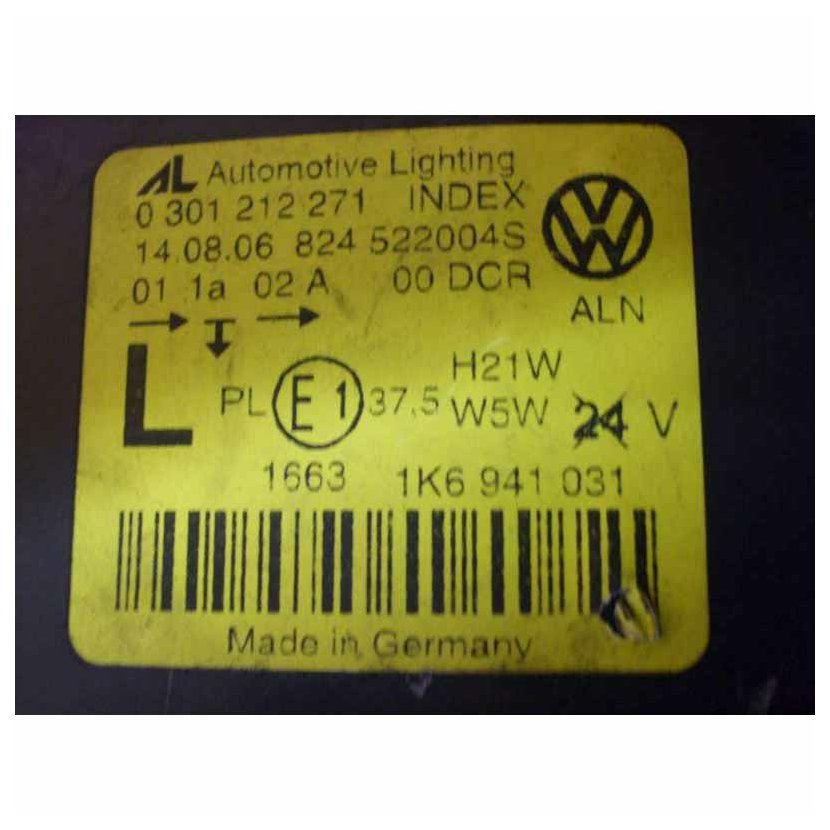 AL Automotive Lighting
0 301 212 271 INDEX
14.08.06 824 522004S
01 1a 02 A 00 DCR
ALN
L PL E1 37,5 H21W
W5W 24 V
1663 1K6 941 031
Made in Germany